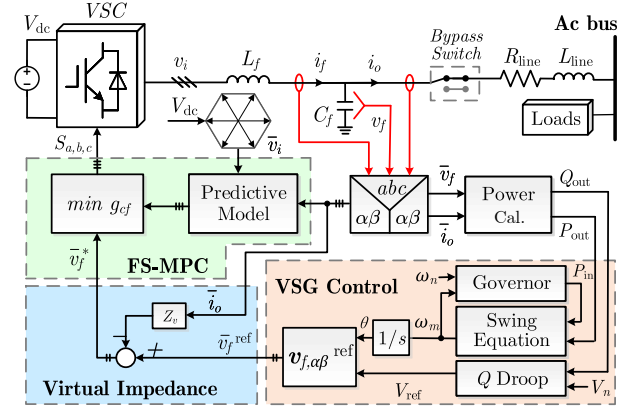 VSC
Ac bus
V_dc
v_i
L_f
i_f
i_o
Bypass
Switch
R_line
L_line
V_dc
C_f
v_f
Loads
S_a,b,c
v̄_i
min g_cf
Predictive
Model
abc
αβ
αβ
v̄_f
ī_o
Power
Cal.
Q_out
P_out
v̄_f*
FS-MPC
VSG Control
ω_n
Governor
P_in
Z_v
ī_o
v̄_f^ref
v_f,αβ^ref
θ
1/s
ω_m
Swing
Equation
−
+
Virtual Impedance
V_ref
Q Droop
V_n